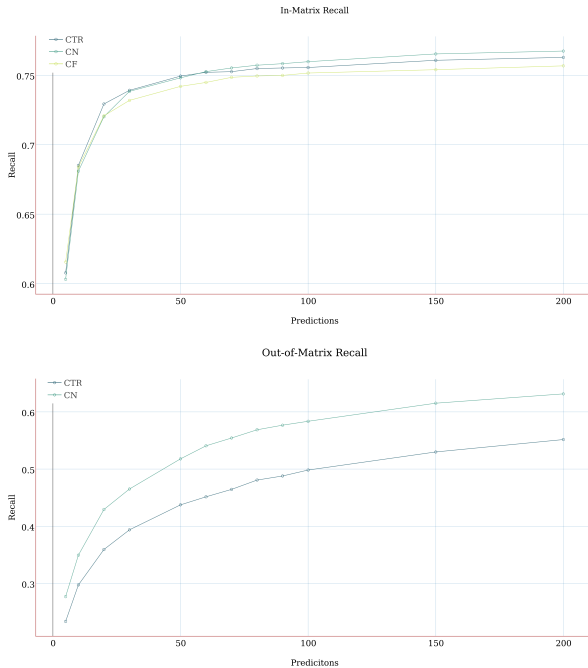 In-Matrix Recall
CTR
CN
CF
0.75
0.7
0.65
0.6
Recall
0 50 100 150 200
Predictions
Out-of-Matrix Recall
CTR
CN
0.6
0.5
0.4
0.3
Recall
0 50 100 150 200
Predicitons